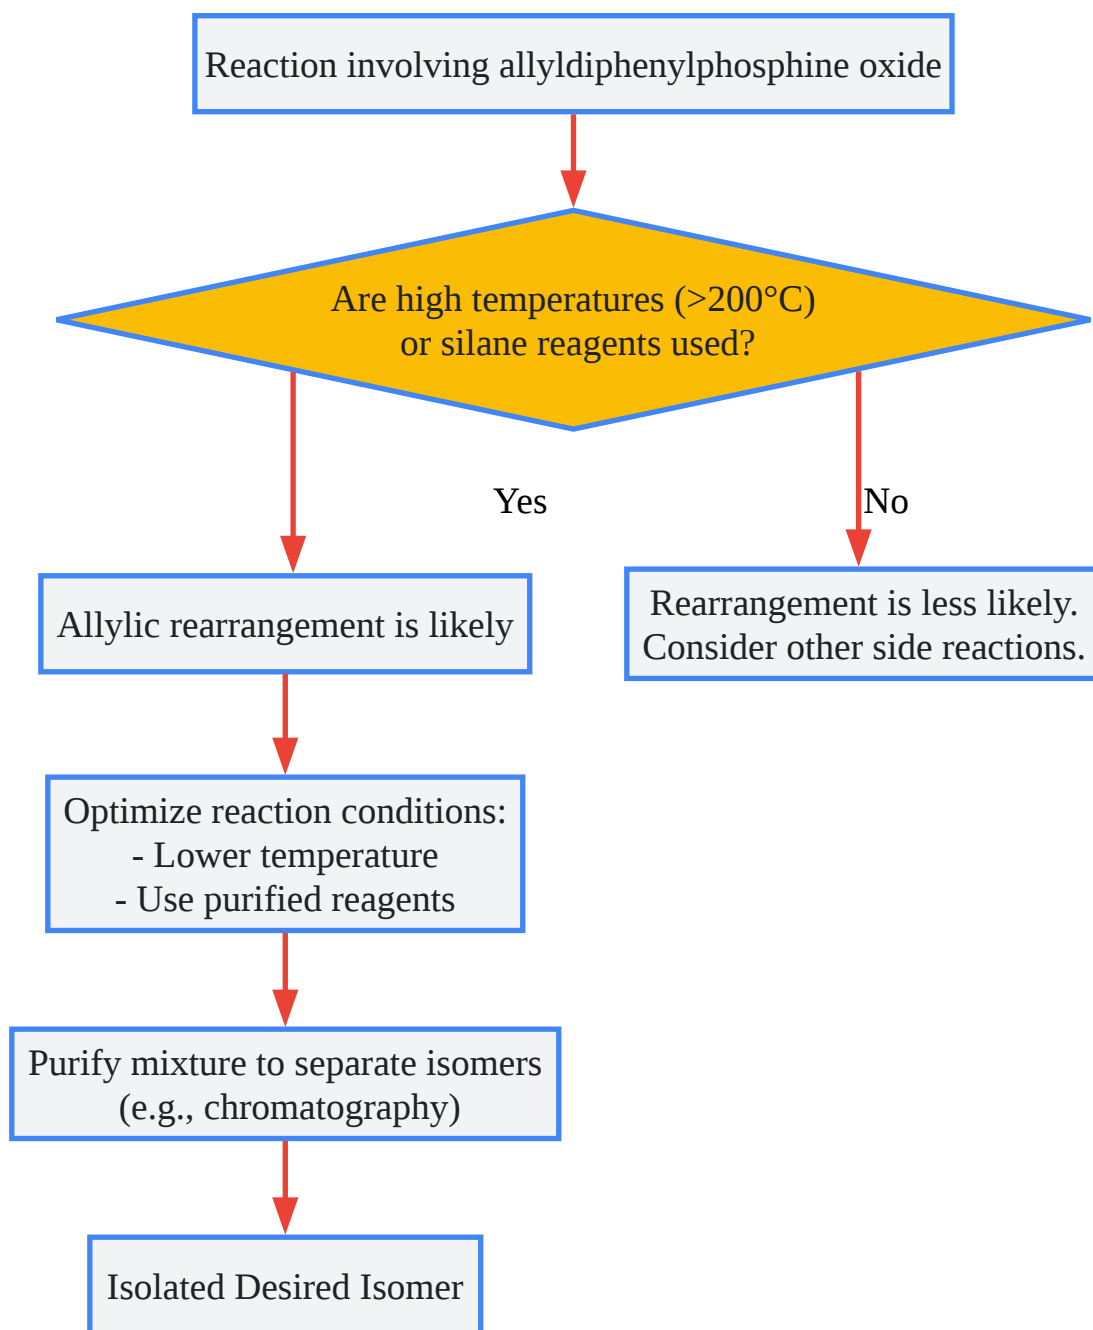 Reaction involving allyldiphenylphosphine oxide
Are high temperatures (>200°C)
or silane reagents used?
Yes
No
Allylic rearrangement is likely
Rearrangement is less likely.
Consider other side reactions.
Optimize reaction conditions:
- Lower temperature
- Use purified reagents
Purify mixture to separate isomers
(e.g., chromatography)
Isolated Desired Isomer